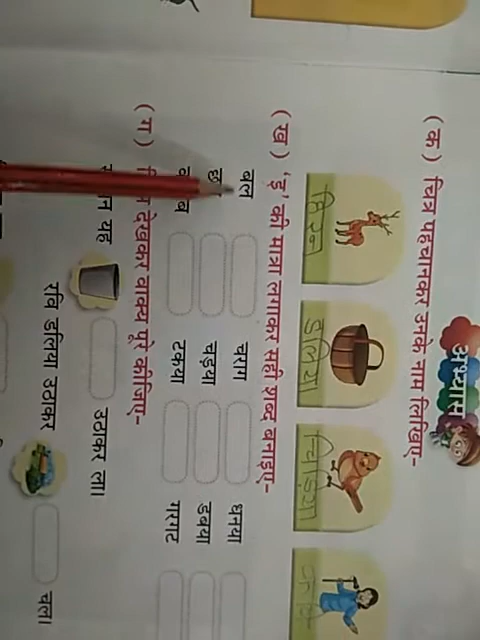 अभ्यास
(क) चित्र पहचानकर उनके नाम लिखिए-
हिरन डलिया चिड़िया
(ख) 'इ' की मात्रा लगाकर सही शब्द बनाइए-
बल चराग धनया
चड़या डबया
टकया गरगट
(ग) देखकर वाक्य पूरे कीजिए-
यह उठाकर ला।
रवि डलिया उठाकर चला।